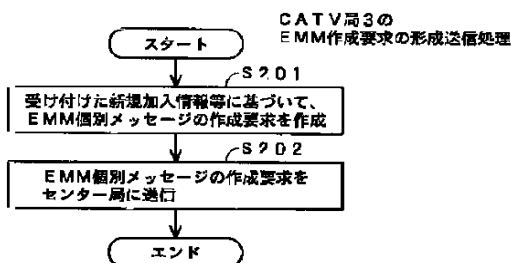 CATV局3の
EMM作成要求の形成送信処理
スタート
S201
受け付けた新規加入情報等に基づいて、
EMM個別メッセージの作成要求を作成
S202
EMM個別メッセージの作成要求を
センター局に送信
エンド